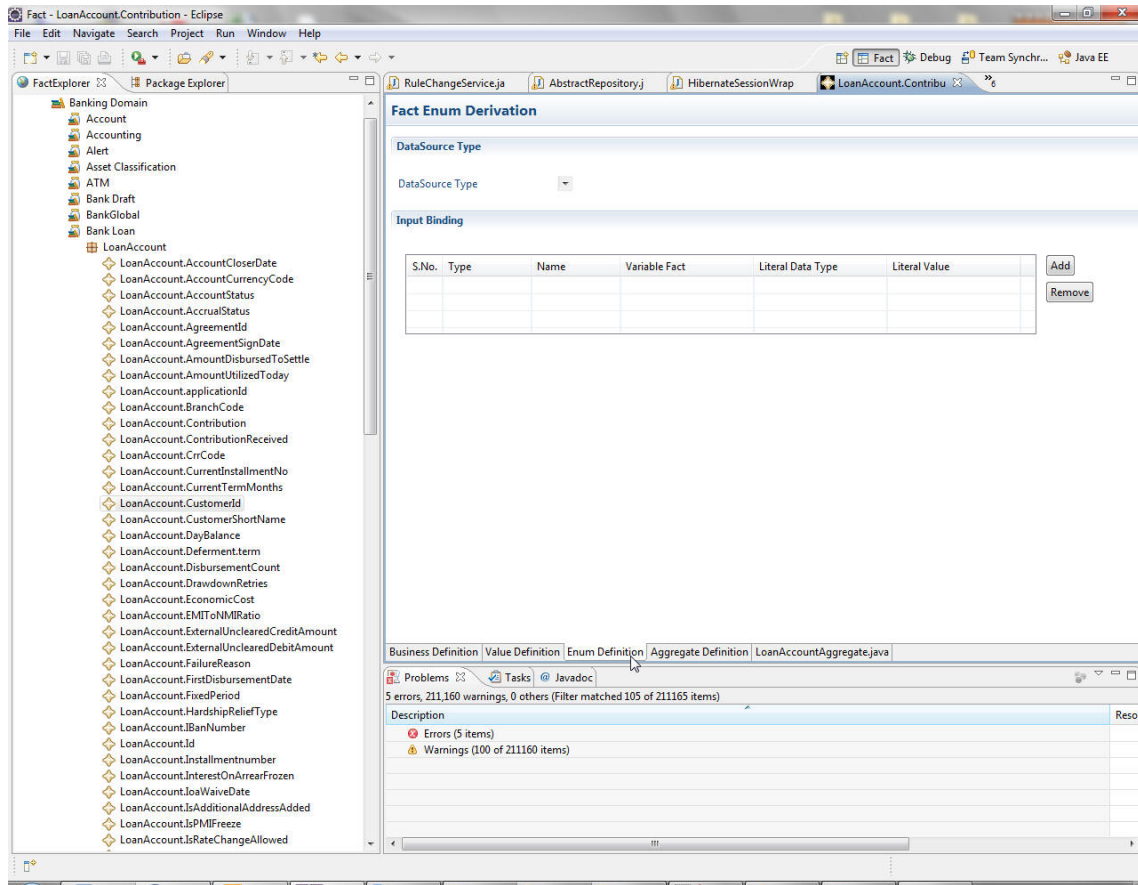 Fact - LoanAccount.Contribution - Eclipse
File Edit Navigate Search Project Run Window Help
Fact Debug Team Synchr... Java EE
FactExplorer Package Explorer
Banking Domain
Account
Accounting
Alert
Asset Classification
ATM
Bank Draft
BankGlobal
Bank Loan
LoanAccount
LoanAccount.AccountCloserDate
LoanAccount.AccountCurrencyCode
LoanAccount.AccountStatus
LoanAccount.AccrualStatus
LoanAccount.AgreementId
LoanAccount.AgreementSignDate
LoanAccount.AmountDisbursedToSettle
LoanAccount.AmountUtilizedToday
LoanAccount.applicationId
LoanAccount.BranchCode
LoanAccount.Contribution
LoanAccount.ContributionReceived
LoanAccount.CrrCode
LoanAccount.CurrentInstallmentNo
LoanAccount.CurrentTermMonths
LoanAccount.CustomerId
LoanAccount.CustomerShortName
LoanAccount.DayBalance
LoanAccount.Deferment.term
LoanAccount.DisbursementCount
LoanAccount.DrawdownRetries
LoanAccount.EconomicCost
LoanAccount.EMIToNMIRatio
LoanAccount.ExternalUnclearedCreditAmount
LoanAccount.ExternalUnclearedDebitAmount
LoanAccount.FailureReason
LoanAccount.FirstDisbursementDate
LoanAccount.FixedPeriod
LoanAccount.HardshipReliefType
LoanAccount.IBanNumber
LoanAccount.Id
LoanAccount.Installmentnumber
LoanAccount.InterestOnArrearFrozen
LoanAccount.IoaWaiveDate
LoanAccount.IsAdditionalAddressAdded
LoanAccount.IsPMIFreeze
LoanAccount.IsRateChangeAllowed
RuleChangeService.ja AbstractRepository.j HibernateSessionWrap LoanAccount.Contribu »6
Fact Enum Derivation
DataSource Type
DataSource Type
Input Binding
S.No. Type Name Variable Fact Literal Data Type Literal Value
Add
Remove
Business Definition Value Definition Enum Definition Aggregate Definition LoanAccountAggregate.java
Problems Tasks @ Javadoc
5 errors, 211,160 warnings, 0 others (Filter matched 105 of 211165 items)
Description Reso
Errors (5 items)
Warnings (100 of 211160 items)